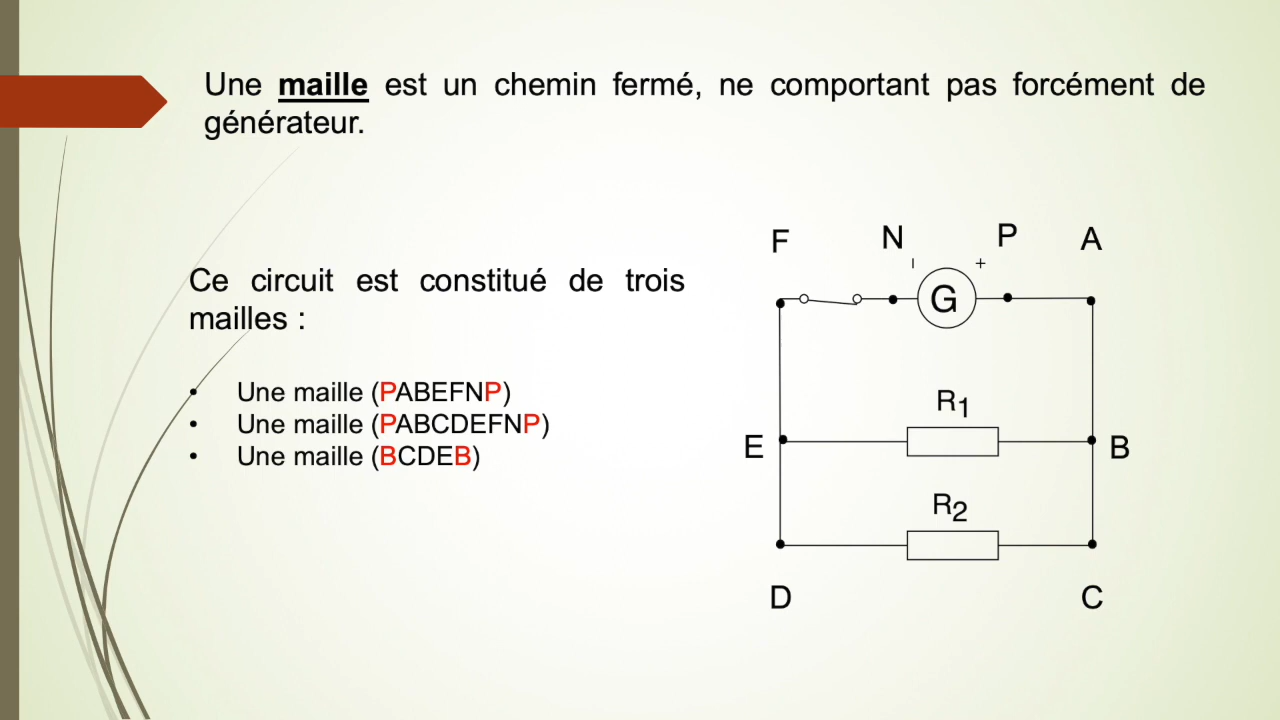 Une maille est un chemin fermé, ne comportant pas forcément de
générateur.
Ce circuit est constitué de trois
mailles :
• Une maille (PABEFNP)
• Une maille (PABCDEFNP)
• Une maille (BCDEB)
F N P A
- +
G
R1
E B
R2
D C